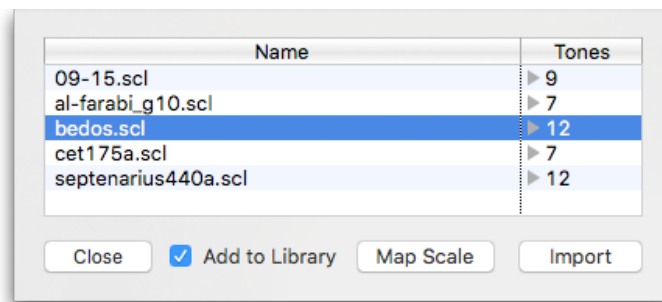 Name Tones
09-15.scl 9
al-farabi_g10.scl 7
bedos.scl 12
cet175a.scl 7
septenarius440a.scl 12
Close Add to Library Map Scale Import